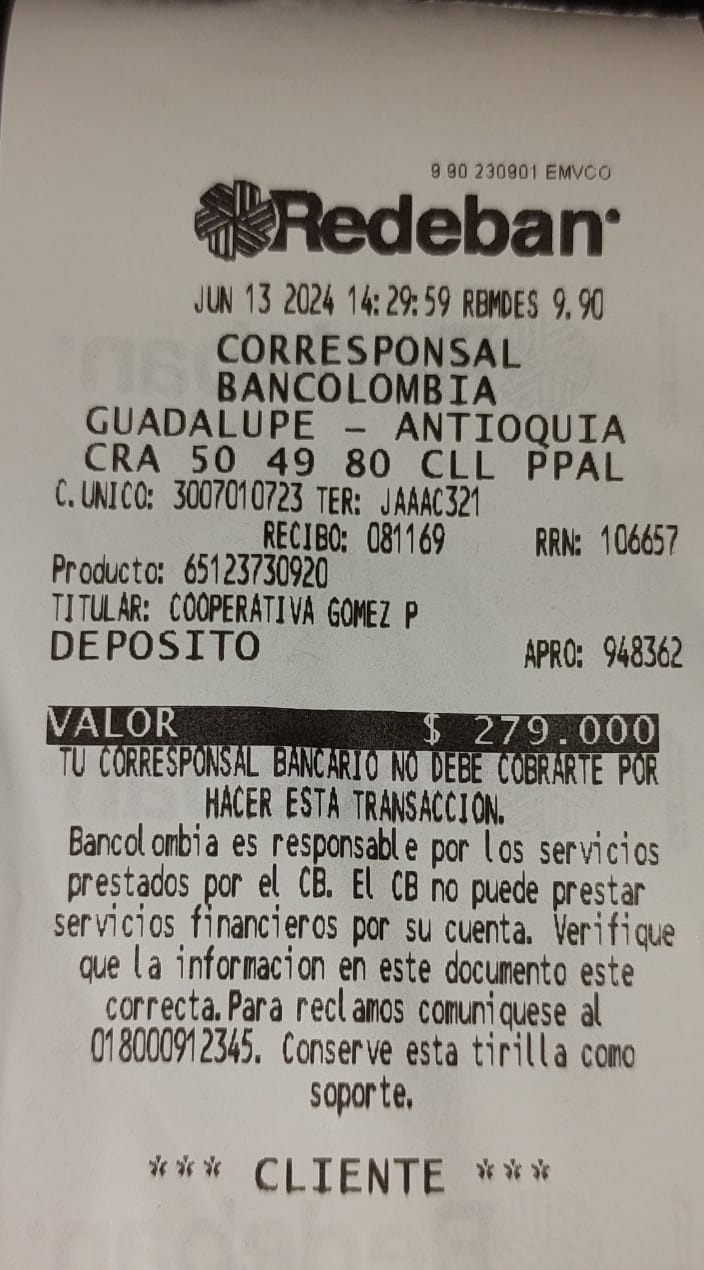 9.90 230901 EMVCO
Redeban
JUN 13 2024 14:29:59 RBMDES 9.90
CORRESPONSAL
BANCOLOMBIA
GUADALUPE - ANTIOQUIA
CRA 50 49 80 CLL PPAL
C.UNICO: 3007010723 TER: JAAAC321
RECIBO: 081169 RRN: 106657
Producto: 65123730920
TITULAR: COOPERATIVA GOMEZ P
DEPOSITO APRO: 948362
VALOR $ 279.000
TU CORRESPONSAL BANCARIO NO DEBE COBRARTE POR
HACER ESTA TRANSACCION.
Bancolombia es responsable por los servicios
prestados por el CB. El CB no puede prestar
servicios financieros por su cuenta. Verifique
que la informacion en este documento este
correcta.Para reclamos comuniquese al
018000912345. Conserve esta tirilla como
soporte.
*** CLIENTE ***